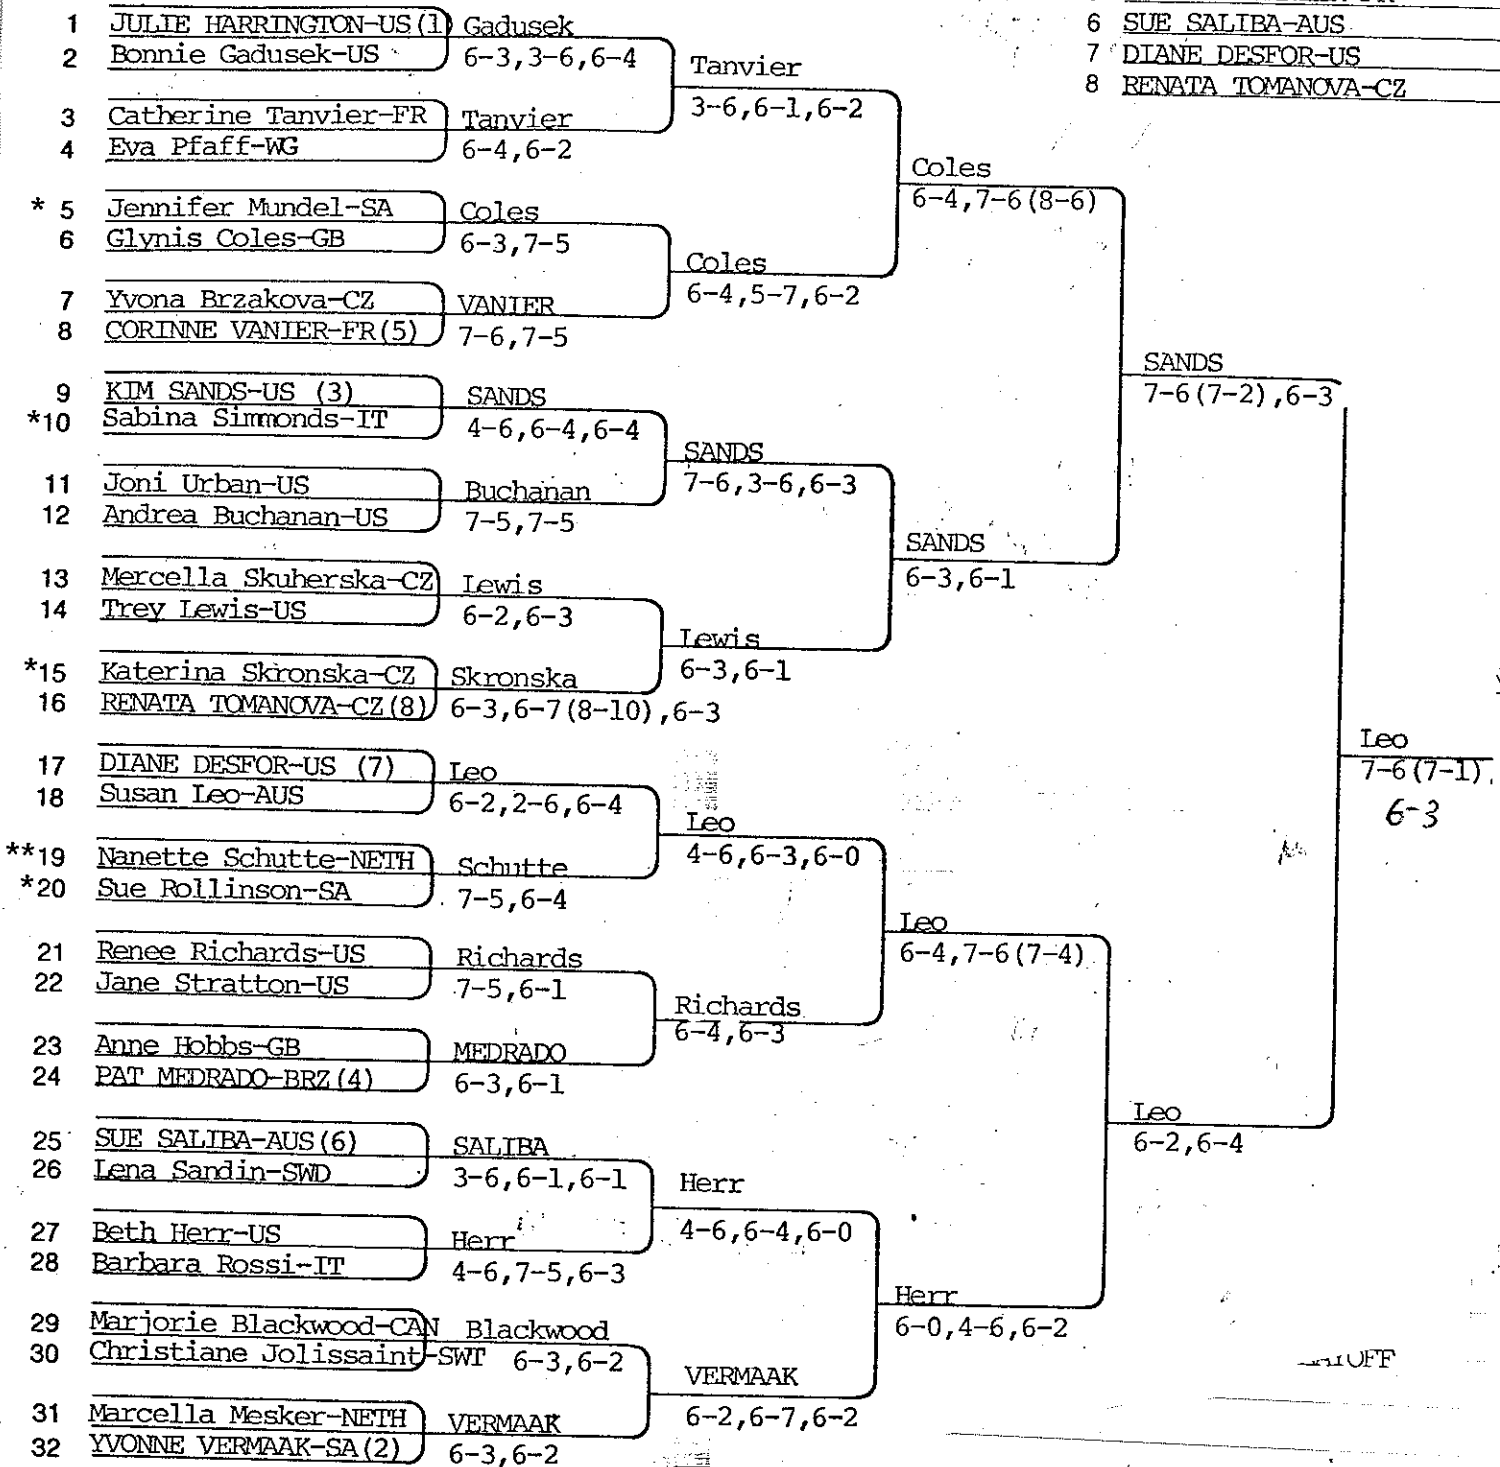 6 SUE SALIBA-AUS
7 DIANE DESFOR-US
8 RENATA TOMANOVA-CZ
1 JULIE HARRINGTON-US(1)
2 Bonnie Gadusek-US
Gadusek
6-3,3-6,6-4
3 Catherine Tanvier-FR
4 Eva Pfaff-WG
Tanvier
6-4,6-2
* 5 Jennifer Mundel-SA
6 Glynis Coles-GB
Coles
6-3,7-5
7 Yvona Brzakova-CZ
8 CORINNE VANIER-FR(5)
VANIER
7-6,7-5
9 KIM SANDS-US (3)
*10 Sabina Simmonds-IT
SANDS
4-6,6-4,6-4
11 Joni Urban-US
12 Andrea Buchanan-US
Buchanan
7-5,7-5
13 Mercella Skuherska-CZ
14 Trey Lewis-US
Lewis
6-2,6-3
*15 Katerina Skronska-CZ
16 RENATA TOMANOVA-CZ(8)
Skronska
6-3,6-7(8-10),6-3
17 DIANE DESFOR-US (7)
18 Susan Leo-AUS
Leo
6-2,2-6,6-4
**19 Nanette Schutte-NETH
*20 Sue Rollinson-SA
Schutte
7-5,6-4
21 Renee Richards-US
22 Jane Stratton-US
Richards
7-5,6-1
23 Anne Hobbs-GB
24 PAT MEDRADO-BRZ(4)
MEDRADO
6-3,6-1
25 SUE SALIBA-AUS(6)
26 Lena Sandin-SWD
SALIBA
3-6,6-1,6-1
27 Beth Herr-US
28 Barbara Rossi-IT
Herr
4-6,7-5,6-3
29 Marjorie Blackwood-CAN
30 Christiane Jolissaint-SWT
Blackwood
6-3,6-2
31 Marcella Mesker-NETH
32 YVONNE VERMAAK-SA(2)
VERMAAK
6-3,6-2
Tanvier
3-6,6-1,6-2
Coles
6-4,5-7,6-2
SANDS
7-6,3-6,6-3
Lewis
6-3,6-1
Leo
4-6,6-3,6-0
Richards
6-4,6-3
Herr
4-6,6-4,6-0
VERMAAK
6-2,6-7,6-2
Coles
6-4,7-6(8-6)
SANDS
6-3,6-1
Leo
6-4,7-6(7-4)
Herr
6-0,4-6,6-2
SANDS
7-6(7-2),6-3
Leo
6-2,6-4
Leo
7-6(7-1),
6-3